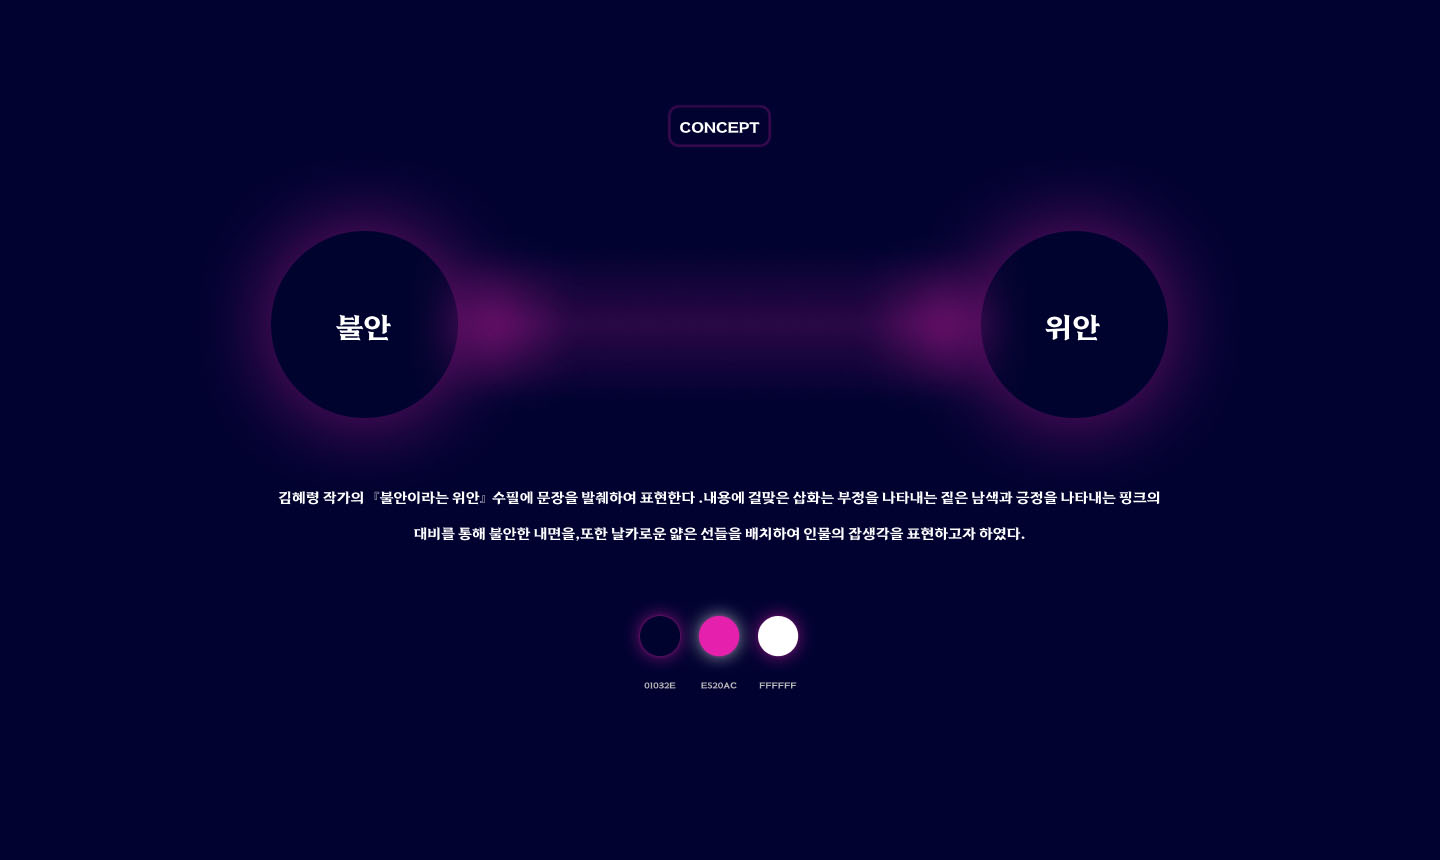 CONCEPT
불안
위안
김혜령 작가의 『불안이라는 위안』 수필에 문장을 발췌하여 표현한다 .내용에 걸맞은 삽화는 부정을 나타내는 짙은 남색과 긍정을 나타내는 핑크의
대비를 통해 불안한 내면을,또한 날카로운 얇은 선들을 배치하여 인물의 잡생각을 표현하고자 하였다.
01032E
E520AC
FFFFFF